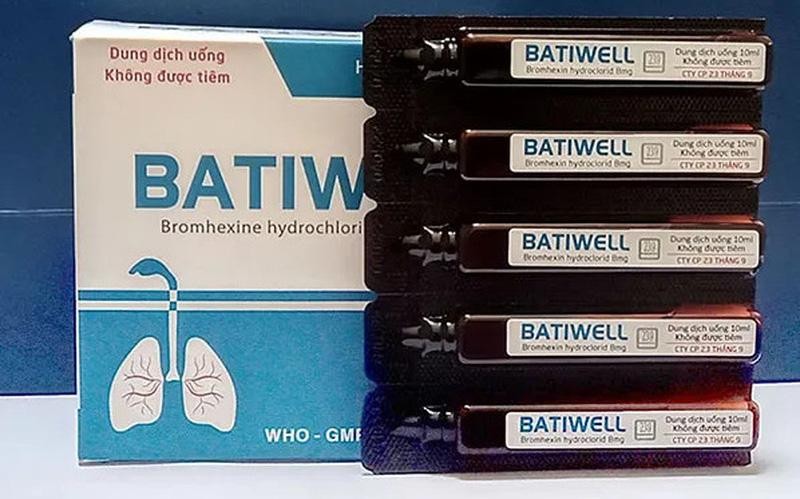 Dung dịch uống
Không được tiêm
BATIW
Bromhexine hydrochlori
WHO - GMP
BATIWELL
Bromhexin hydroclorid 8mg
Dung dịch uống 10ml
Không được tiêm
CTY CP 23 THÁNG 9
BATIWELL
Bromhexin hydroclorid 8mg
Dung dịch uống 10ml
Không được tiêm
CTY CP 23 THÁNG 9
BATIWELL
Bromhexin hydroclorid 8mg
Dung dịch uống 10ml
Không được tiêm
CTY CP 23 THÁNG 9
BATIWELL
Bromhexin hydroclorid 8mg
Dung dịch uống 10ml
Không được tiêm
CTY CP 23 THÁNG 9
BATIWELL
Bromhexin hydroclorid 8mg
Dung dịch uống 10ml
Không được tiêm
CTY CP 23 THÁNG 9